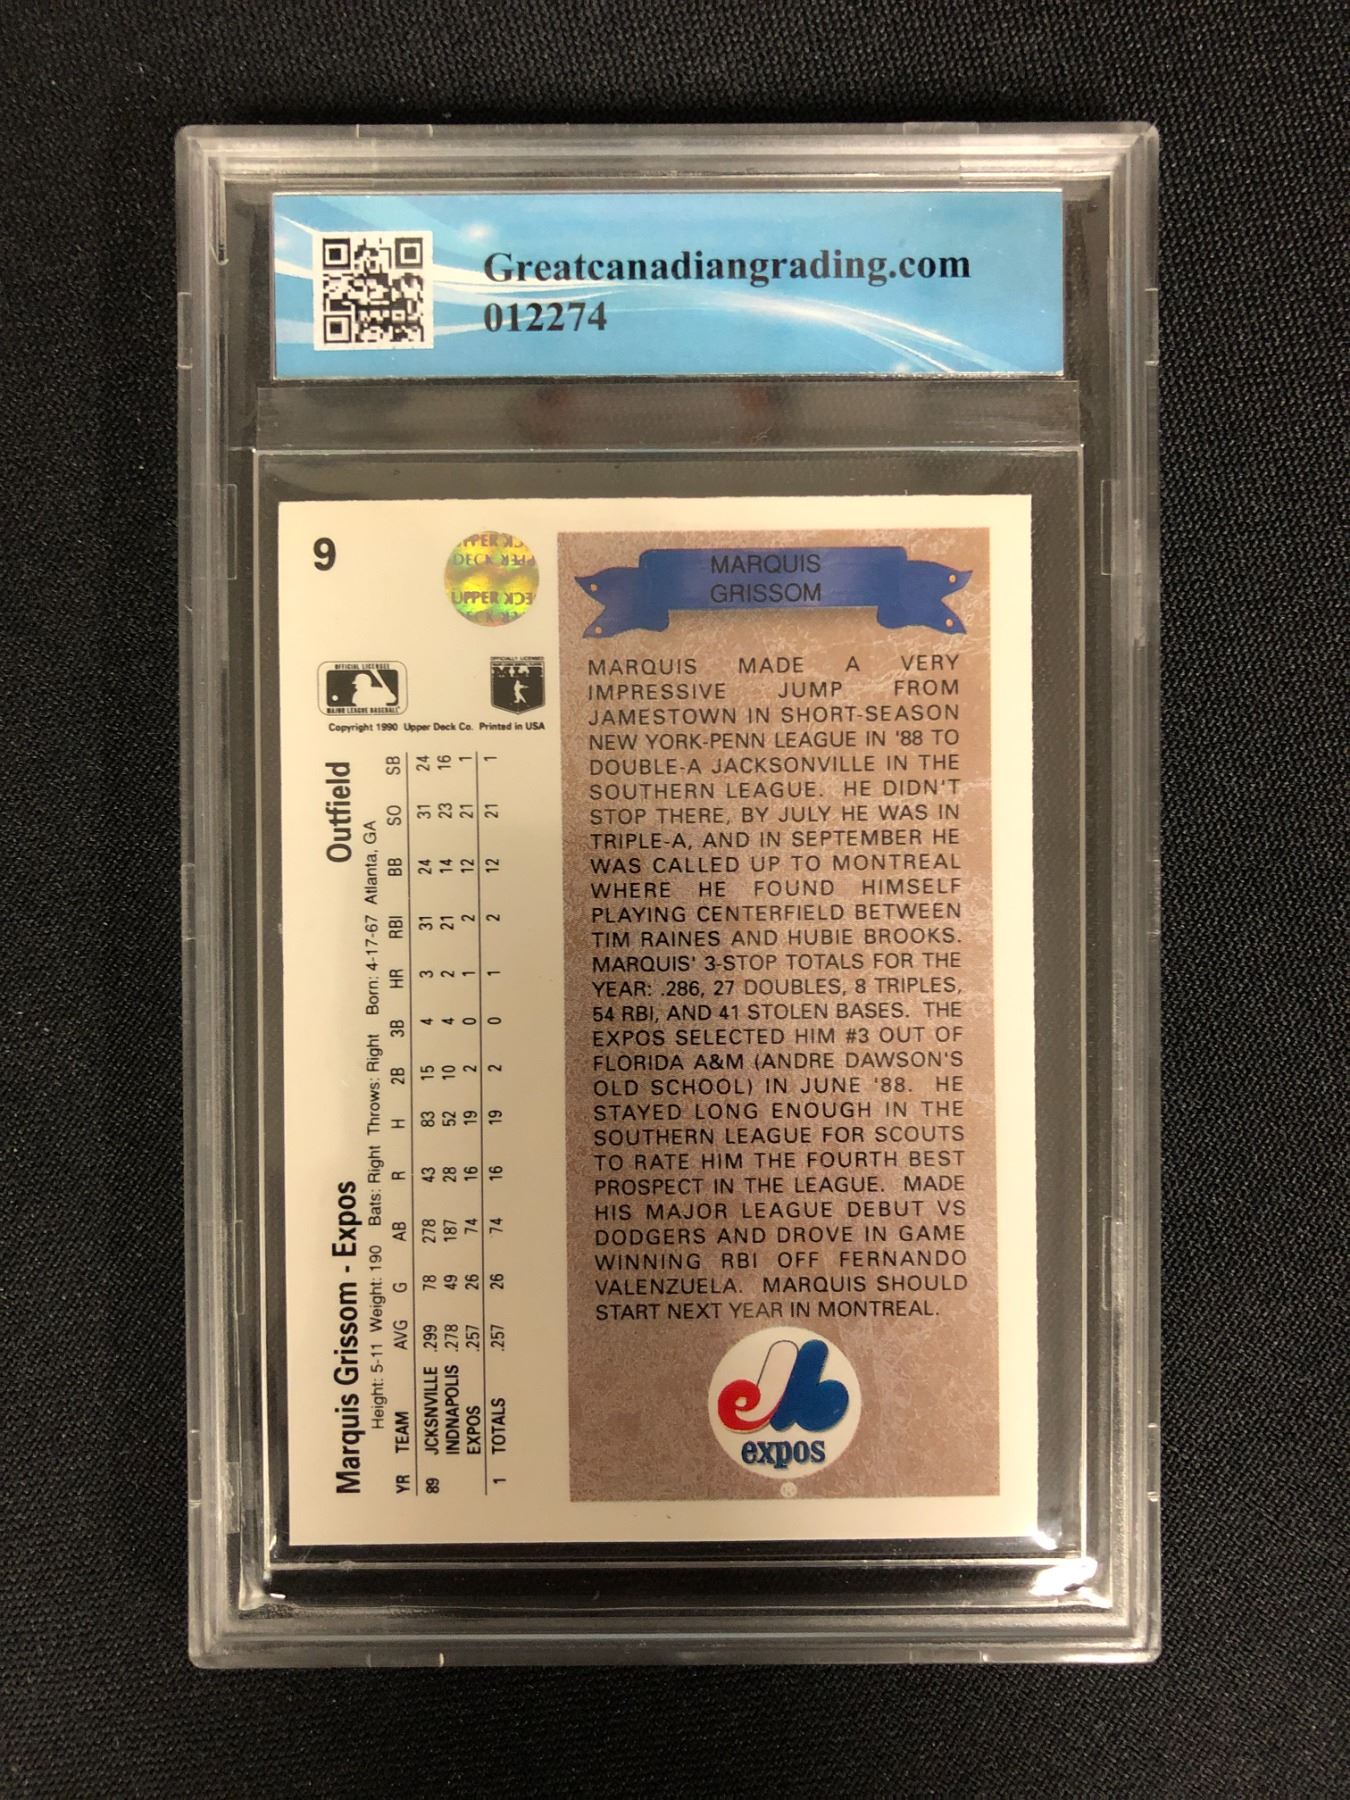 Greatcanadiangrading.com
012274
9
UPPER DECK
OFFICIAL LICENSEE
MAJOR LEAGUE BASEBALL
OFFICIALLY LICENSED
Copyright 1990 Upper Deck Co. Printed in USA
Marquis Grissom - Expos Outfield
Height: 5-11 Weight: 190 Bats: Right Throws: Right Born: 4-17-67 Atlanta, GA
YR TEAM AVG G AB R H 2B 3B HR RBI BB SO SB
89 JCKSNVILLE .299 78 278 43 83 15 4 3 31 24 31 24
INDNAPOLIS .278 49 187 28 52 10 4 2 21 14 23 16
EXPOS .257 26 74 16 19 2 0 1 2 12 21 1
1 TOTALS .257 26 74 16 19 2 0 1 2 12 21 1
MARQUIS
GRISSOM
MARQUIS MADE A VERY
IMPRESSIVE JUMP FROM
JAMESTOWN IN SHORT-SEASON
NEW YORK-PENN LEAGUE IN '88 TO
DOUBLE-A JACKSONVILLE IN THE
SOUTHERN LEAGUE. HE DIDN'T
STOP THERE, BY JULY HE WAS IN
TRIPLE-A, AND IN SEPTEMBER HE
WAS CALLED UP TO MONTREAL
WHERE HE FOUND HIMSELF
PLAYING CENTERFIELD BETWEEN
TIM RAINES AND HUBIE BROOKS.
MARQUIS' 3-STOP TOTALS FOR THE
YEAR: .286, 27 DOUBLES, 8 TRIPLES,
54 RBI, AND 41 STOLEN BASES. THE
EXPOS SELECTED HIM #3 OUT OF
FLORIDA A&M (ANDRE DAWSON'S
OLD SCHOOL) IN JUNE '88. HE
STAYED LONG ENOUGH IN THE
SOUTHERN LEAGUE FOR SCOUTS
TO RATE HIM THE FOURTH BEST
PROSPECT IN THE LEAGUE. MADE
HIS MAJOR LEAGUE DEBUT VS
DODGERS AND DROVE IN GAME
WINNING RBI OFF FERNANDO
VALENZUELA. MARQUIS SHOULD
START NEXT YEAR IN MONTREAL.
expos
®